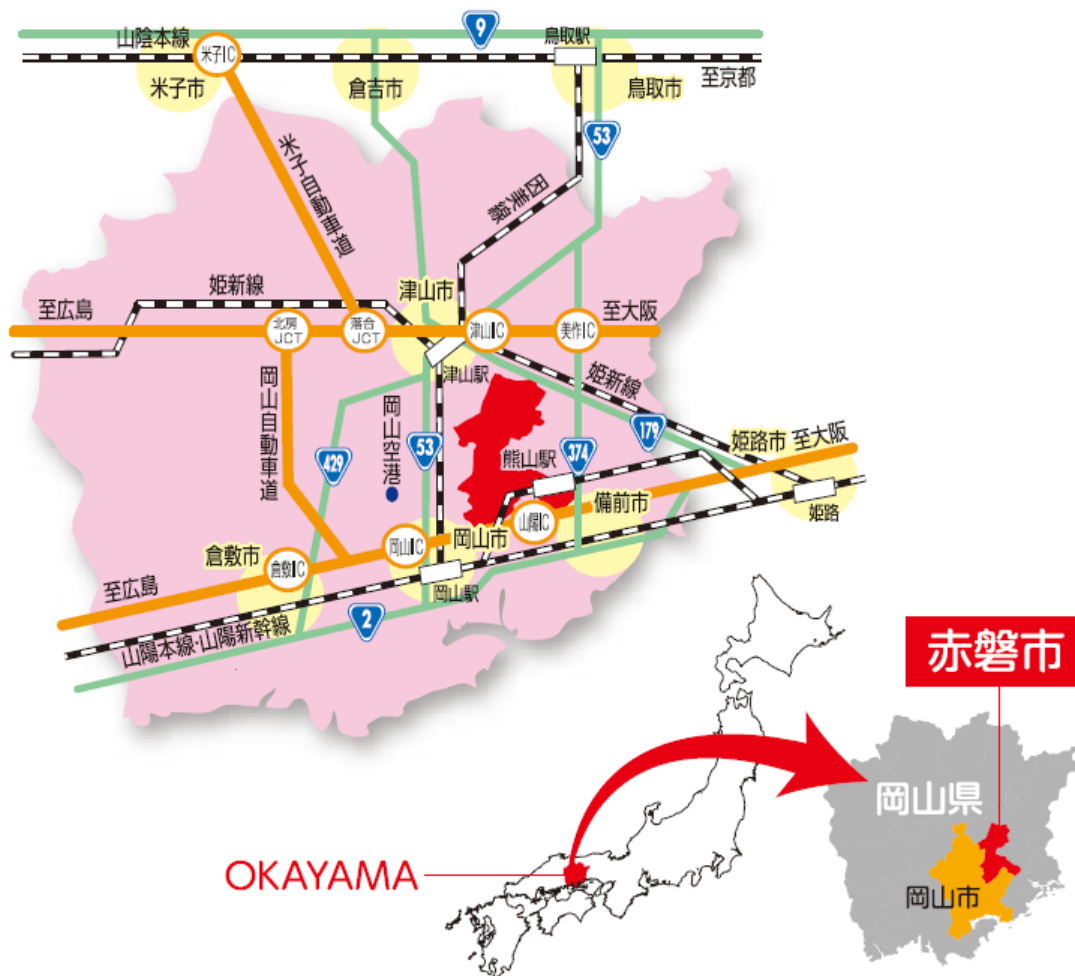 9
山陰本線
鳥取駅
米子IC
米子市
倉吉市
鳥取市
至京都
53
米子自動車道
因美線
姫新線
津山市
至広島
北房JCT
落合JCT
津山IC
美作IC
至大阪
津山駅
姫新線
岡山自動車道
岡山空港
429
53
熊山駅
374
179
姫路市
至大阪
山陽IC
備前市
姫路
岡山市
岡山IC
倉敷市
倉敷IC
至広島
岡山駅
2
山陽本線・山陽新幹線
赤磐市
岡山県
OKAYAMA
岡山市